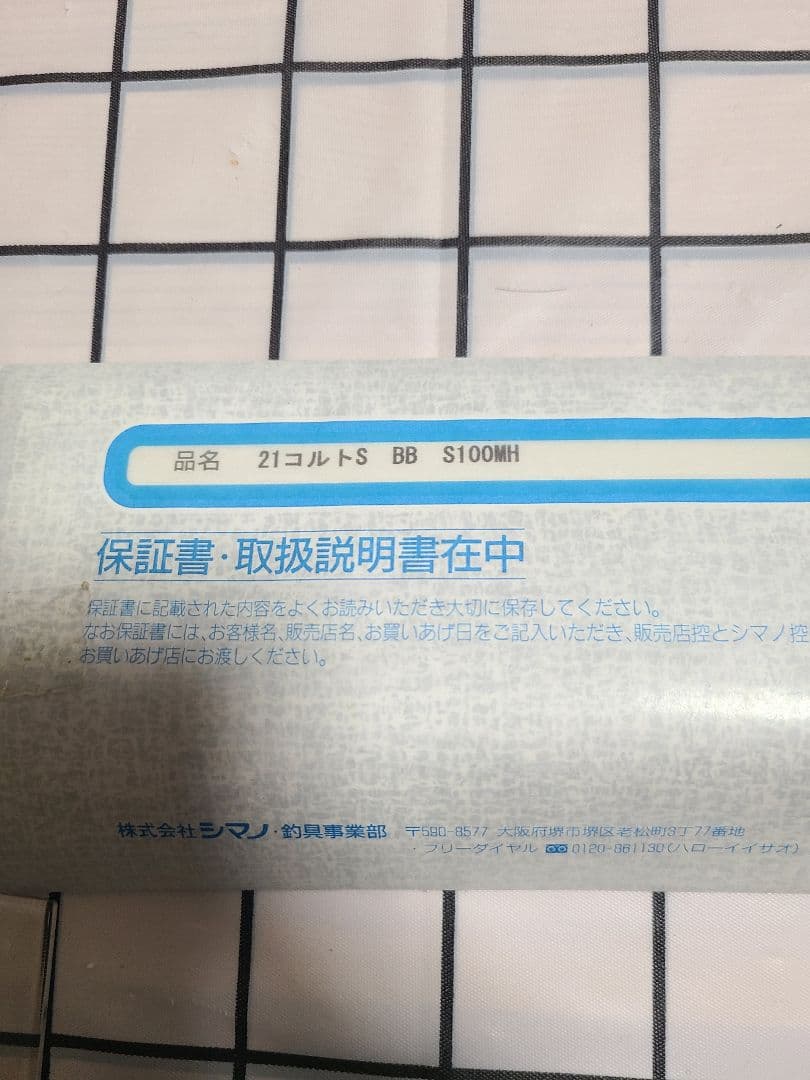 品名 21コルトS BB S100MH
保証書・取扱説明書在中
保証書に記載された内容をよくお読みいただき大切に保存してください。
なお保証書には、お客様名、販売店名、お買いあげ日をご記入いただき、販売店控とシマノ控
お買いあげ店にお渡しください。
株式会社シマノ・釣具事業部 〒590-8577 大阪府堺市堺区老松町3丁77番地
・フリーダイヤル 0120-861130(ハローイイサオ)